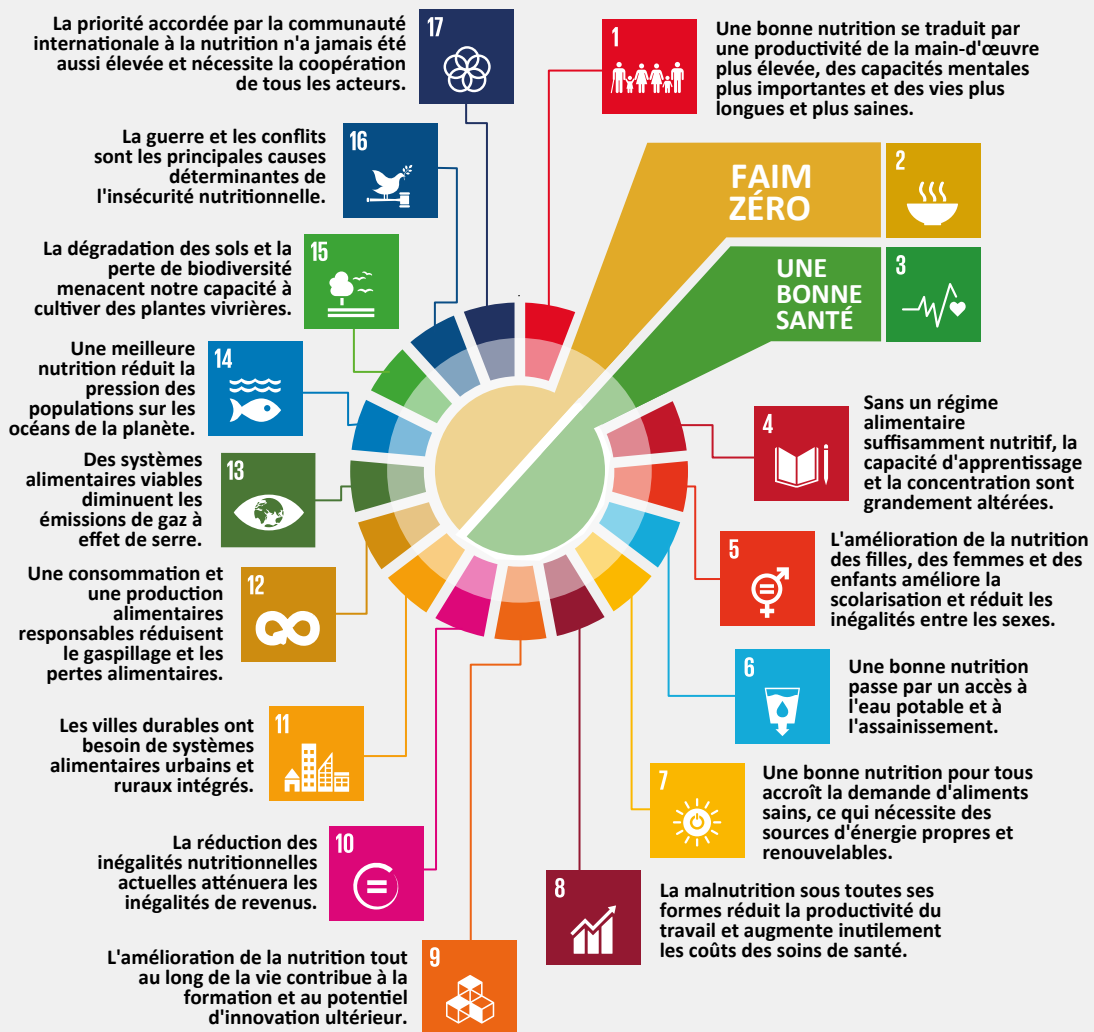 1
Une bonne nutrition se traduit par
une productivité de la main-d'œuvre
plus élevée, des capacités mentales
plus importantes et des vies plus
longues et plus saines.
2
FAIM
ZÉRO
3
UNE
BONNE
SANTÉ
4
Sans un régime
alimentaire
suffisamment nutritif, la
capacité d'apprentissage
et la concentration sont
grandement altérées.
5
L'amélioration de la nutrition
des filles, des femmes et des
enfants améliore la
scolarisation et réduit les
inégalités entre les sexes.
6
Une bonne nutrition
passe par un accès à
l'eau potable et à
l'assainissement.
7
Une bonne nutrition pour tous
accroît la demande d'aliments
sains, ce qui nécessite des
sources d'énergie propres et
renouvelables.
8
La malnutrition sous toutes ses
formes réduit la productivité du
travail et augmente inutilement
les coûts des soins de santé.
9
L'amélioration de la nutrition tout
au long de la vie contribue à la
formation et au potentiel
d'innovation ultérieur.
10
La réduction des
inégalités nutritionnelles
actuelles atténuera les
inégalités de revenus.
11
Les villes durables ont
besoin de systèmes
alimentaires urbains et
ruraux intégrés.
12
Une consommation et
une production
alimentaires
responsables réduisent
le gaspillage et les
pertes alimentaires.
13
Des systèmes
alimentaires viables
diminuent les
émissions de gaz à
effet de serre.
14
Une meilleure
nutrition réduit la
pression des
populations sur les
océans de la planète.
15
La dégradation des sols et la
perte de biodiversité
menacent notre capacité à
cultiver des plantes vivrières.
16
La guerre et les conflits
sont les principales causes
déterminantes de
l'insécurité nutritionnelle.
17
La priorité accordée par la communauté
internationale à la nutrition n'a jamais été
aussi élevée et nécessite la coopération
de tous les acteurs.